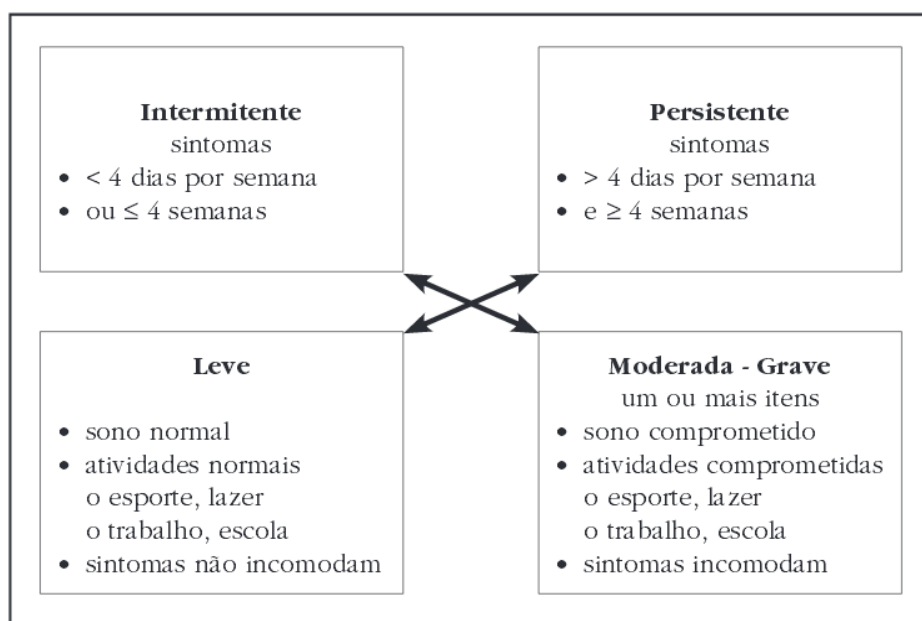 Intermitente
sintomas
• < 4 dias por semana
• ou ≤ 4 semanas
Persistente
sintomas
• > 4 dias por semana
• e ≥ 4 semanas
Leve
• sono normal
• atividades normais
o esporte, lazer
o trabalho, escola
• sintomas não incomodam
Moderada - Grave
um ou mais itens
• sono comprometido
• atividades comprometidas
o esporte, lazer
o trabalho, escola
• sintomas incomodam